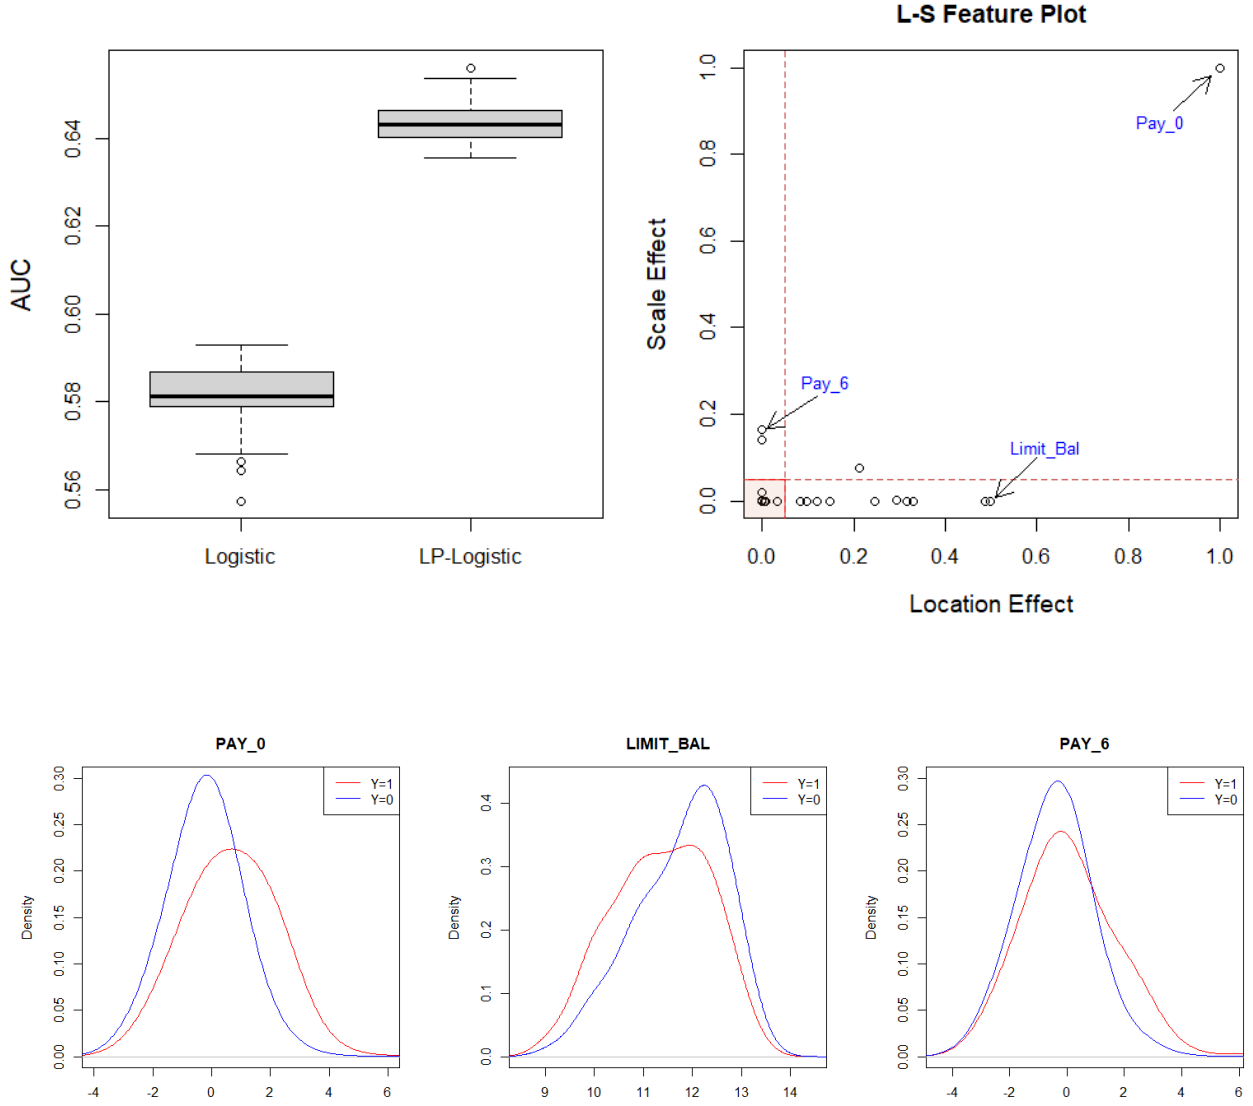 L-S Feature Plot
AUC
0.56 0.58 0.60 0.62 0.64
Logistic LP-Logistic
Scale Effect
0.0 0.2 0.4 0.6 0.8 1.0
Pay_0
Pay_6
Limit_Bal
0.0 0.2 0.4 0.6 0.8 1.0
Location Effect
PAY_0
Density
0.00 0.05 0.10 0.15 0.20 0.25 0.30
Y=1
Y=0
-4 -2 0 2 4 6
LIMIT_BAL
Density
0.0 0.1 0.2 0.3 0.4
Y=1
Y=0
9 10 11 12 13 14
PAY_6
Density
0.00 0.05 0.10 0.15 0.20 0.25 0.30
Y=1
Y=0
-4 -2 0 2 4 6